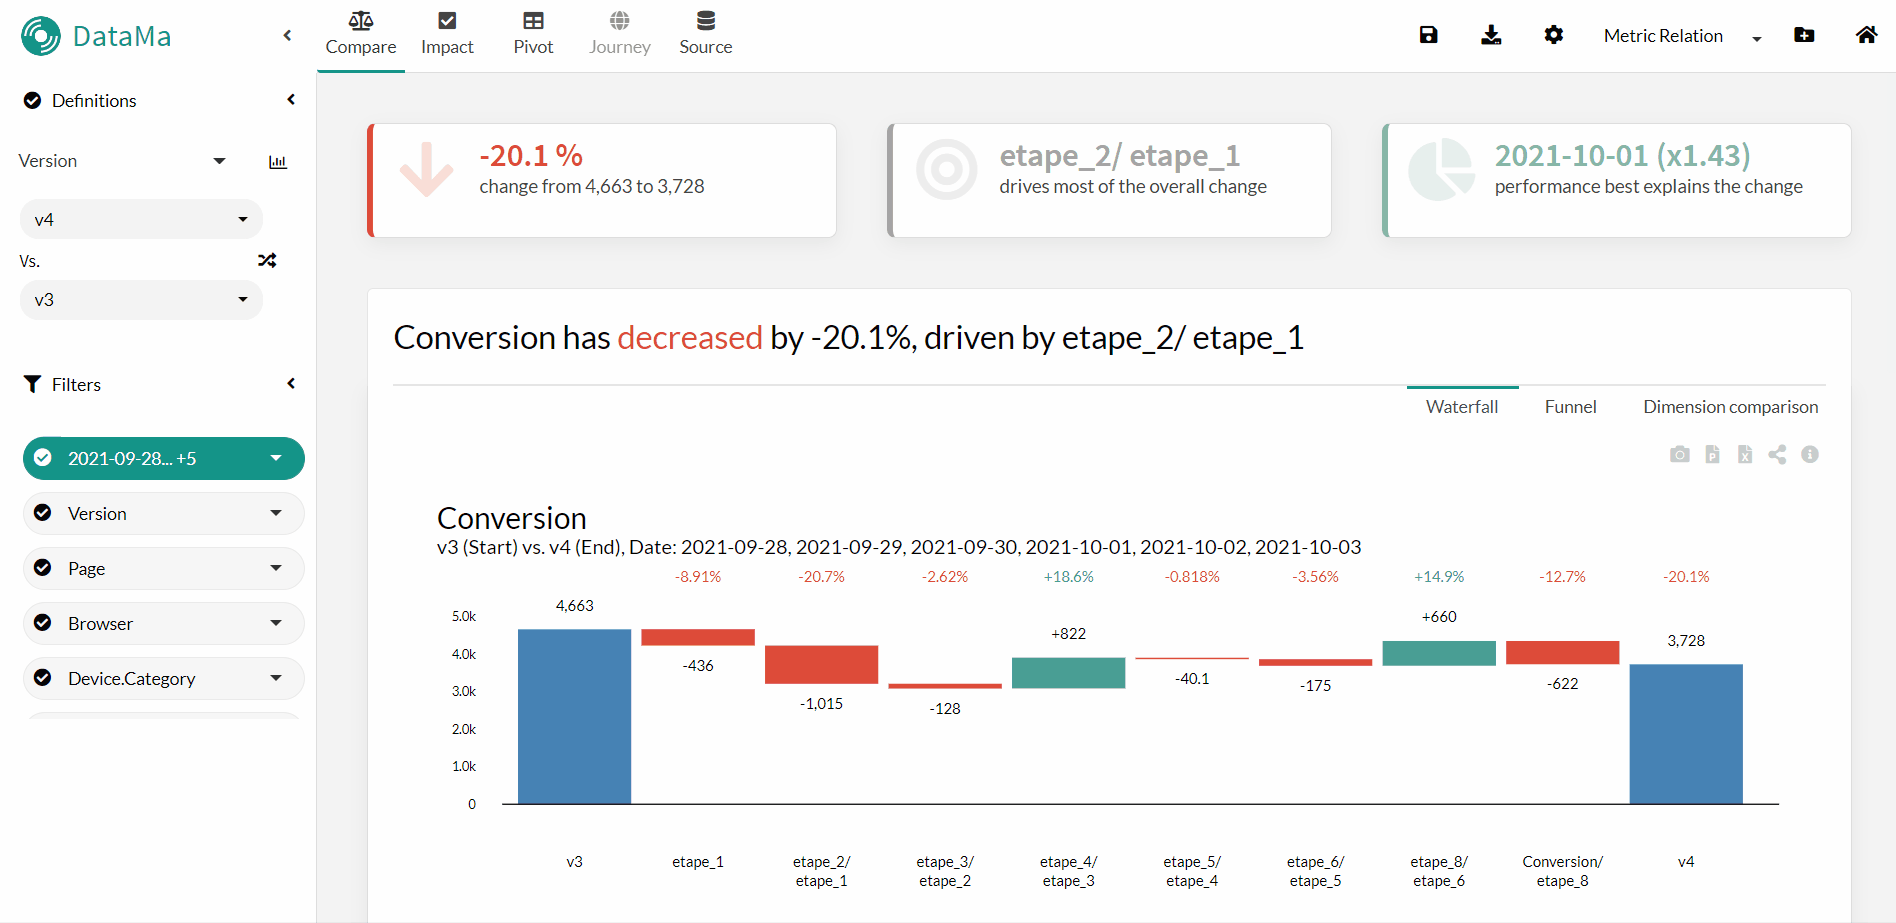 DataMa
Compare
Impact
Pivot
Journey
Source
Metric Relation
Definitions
Version
v4
Vs.
v3
Filters
2021-09-28... +5
Version
Page
Browser
Device.Category
-20.1 %
change from 4,663 to 3,728
etape_2/ etape_1
drives most of the overall change
2021-10-01 (x1.43)
performance best explains the change
Conversion has decreased by -20.1%, driven by etape_2/ etape_1
Waterfall
Funnel
Dimension comparison
Conversion
v3 (Start) vs. v4 (End), Date: 2021-09-28, 2021-09-29, 2021-09-30, 2021-10-01, 2021-10-02, 2021-10-03
-8.91% -20.7% -2.62% +18.6% -0.818% -3.56% +14.9% -12.7% -20.1%
5.0k
4.0k
3.0k
2.0k
1.0k
0
4,663
-436
-1,015
-128
+822
-40.1
-175
+660
-622
3,728
v3
etape_1
etape_2/
etape_1
etape_3/
etape_2
etape_4/
etape_3
etape_5/
etape_4
etape_6/
etape_5
etape_8/
etape_6
Conversion/
etape_8
v4